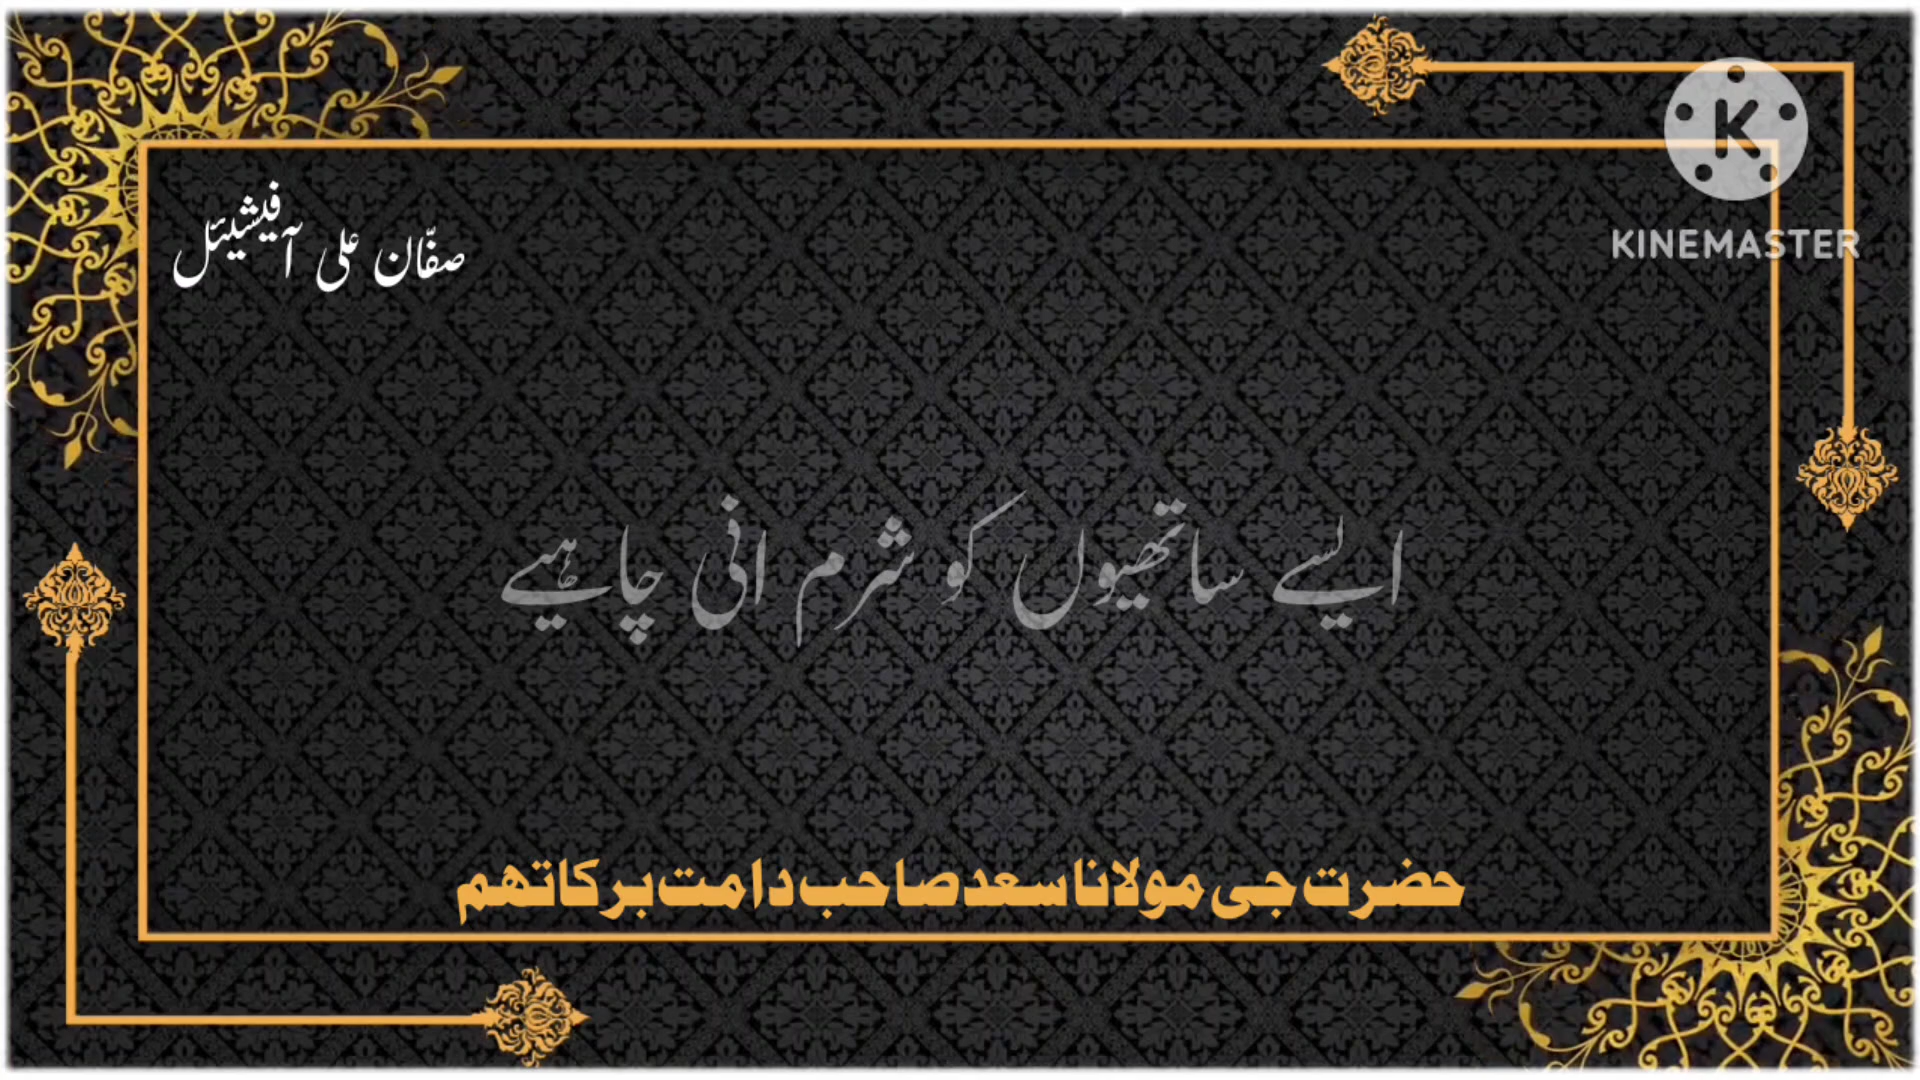 صفّان علی آفیشیئل
KINEMASTER
ایسے ساتھیوں کو شرم انی چاہیے
حضرت جی مولانا سعد صاحب دامت برکاتھم